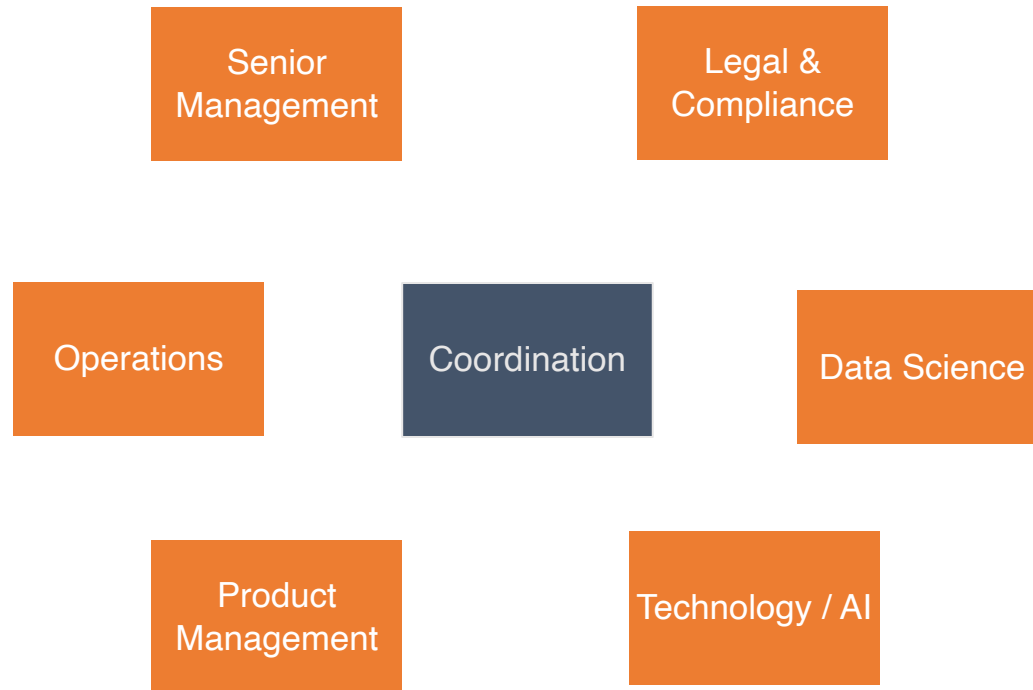 Senior
Management
Legal &
Compliance
Operations
Coordination
Data Science
Product
Management
Technology / AI